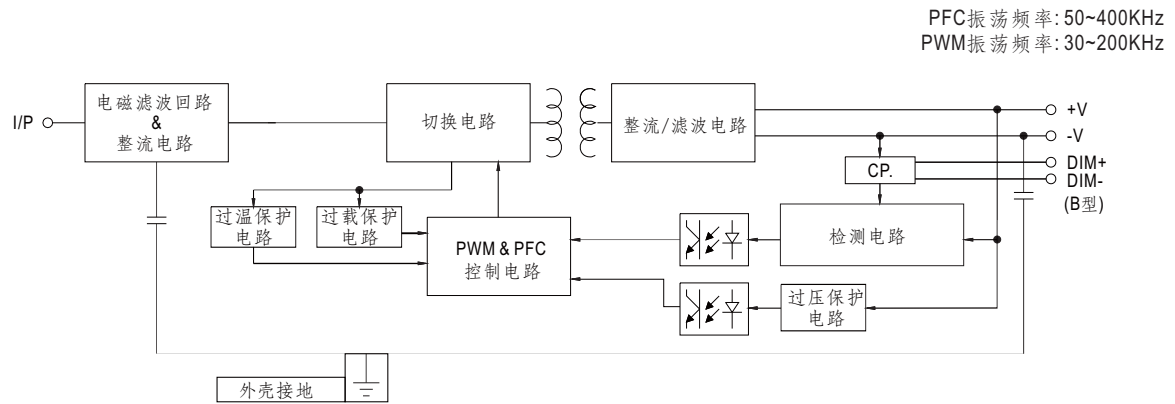 PFC振荡频率: 50~400KHz
PWM振荡频率: 30~200KHz
I/P
电磁滤波回路
&
整流电路
切换电路
整流/滤波电路
+V
-V
DIM+
DIM-
(B型)
CP.
过温保护
电路
过载保护
电路
PWM & PFC
控制电路
检测电路
过压保护
电路
外壳接地